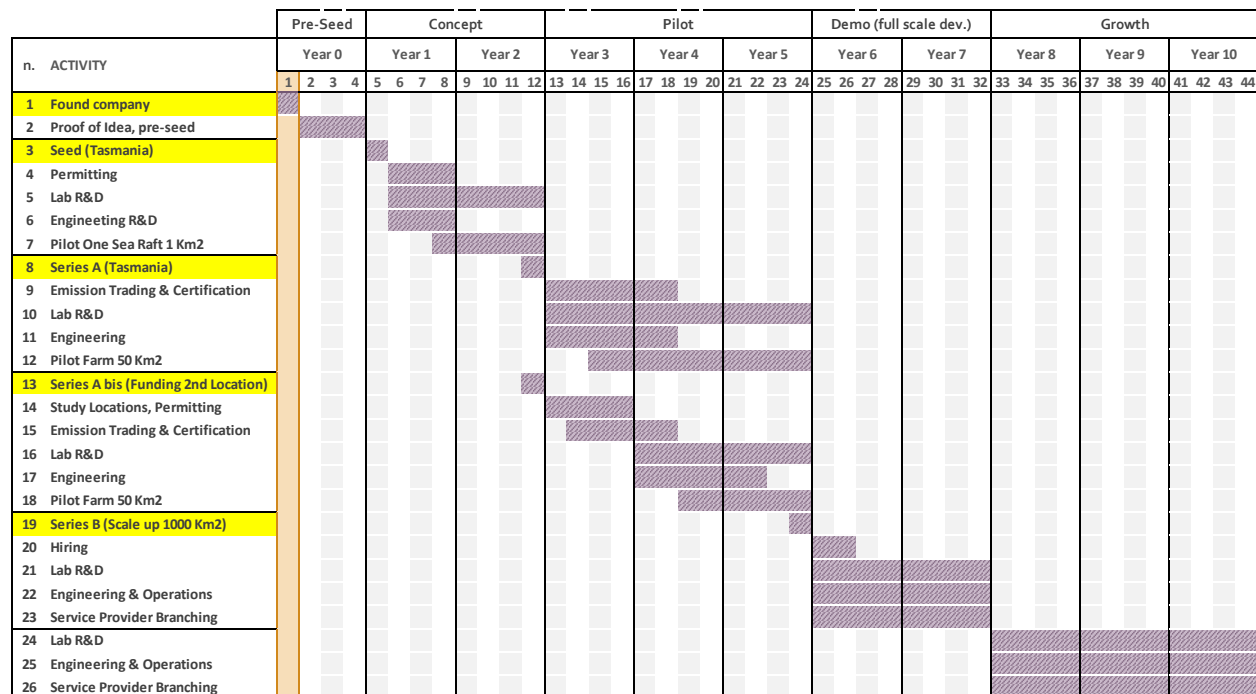 Pre-Seed Concept Pilot Demo (full scale dev.) Growth
n. ACTIVITY Year 0 Year 1 Year 2 Year 3 Year 4 Year 5 Year 6 Year 7 Year 8 Year 9 Year 10
1 2 3 4 5 6 7 8 9 10 11 12 13 14 15 16 17 18 19 20 21 22 23 24 25 26 27 28 29 30 31 32 33 34 35 36 37 38 39 40 41 42 43 44
1 Found company
2 Proof of Idea, pre-seed
3 Seed (Tasmania)
4 Permitting
5 Lab R&D
6 Engineeting R&D
7 Pilot One Sea Raft 1 Km2
8 Series A (Tasmania)
9 Emission Trading & Certification
10 Lab R&D
11 Engineering
12 Pilot Farm 50 Km2
13 Series A bis (Funding 2nd Location)
14 Study Locations, Permitting
15 Emission Trading & Certification
16 Lab R&D
17 Engineering
18 Pilot Farm 50 Km2
19 Series B (Scale up 1000 Km2)
20 Hiring
21 Lab R&D
22 Engineering & Operations
23 Service Provider Branching
24 Lab R&D
25 Engineering & Operations
26 Service Provider Branching